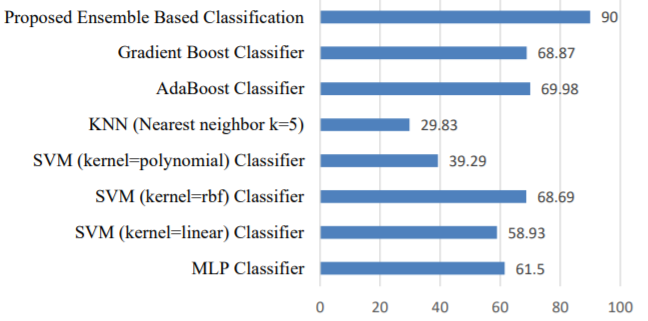 Proposed Ensemble Based Classification 90
Gradient Boost Classifier 68.87
AdaBoost Classifier 69.98
KNN (Nearest neighbor k=5) 29.83
SVM (kernel=polynomial) Classifier 39.29
SVM (kernel=rbf) Classifier 68.69
SVM (kernel=linear) Classifier 58.93
MLP Classifier 61.5
0 20 40 60 80 100